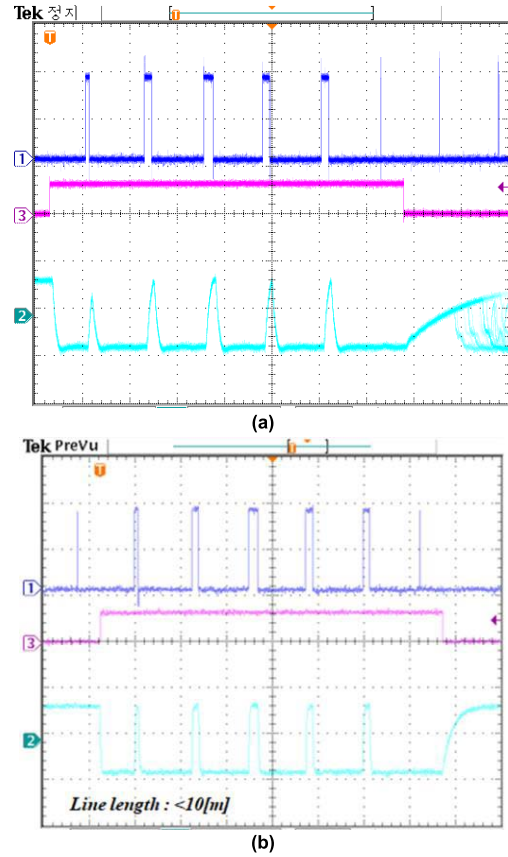 Tek 정지
T
T
1
3
2
(a)
Tek PreVu
T
T
1
3
2
Line length : <10[m]
(b)